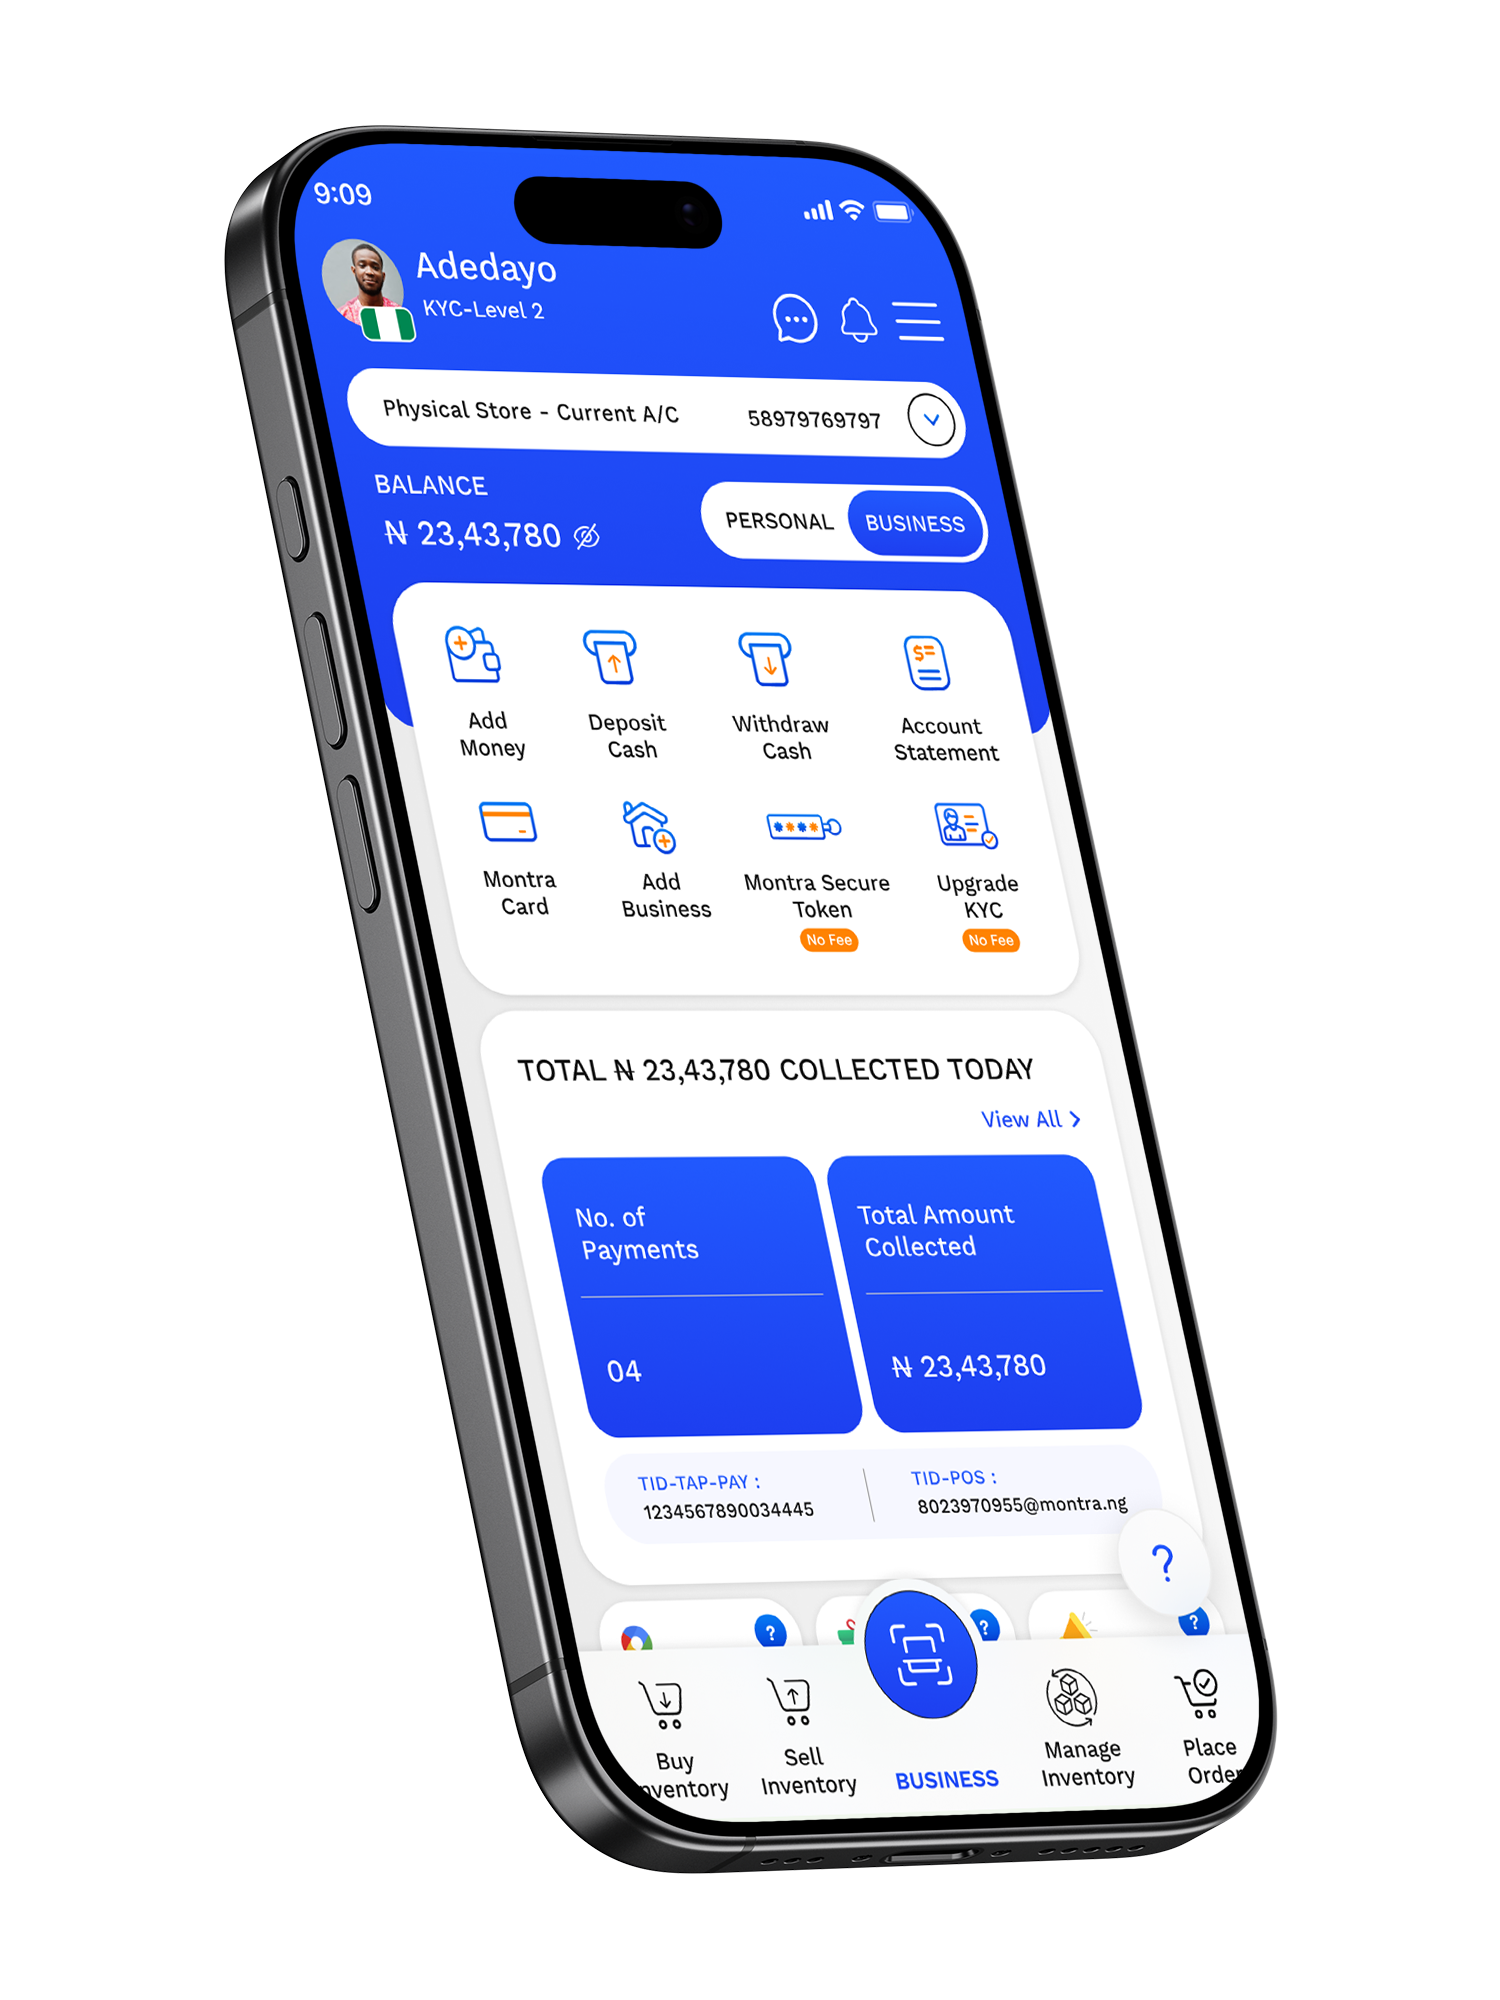 9:09
Adedayo
KYC-Level 2
Physical Store - Current A/C 58979769797
BALANCE
₦ 23,43,780
PERSONAL BUSINESS
Add
Money
Deposit
Cash
Withdraw
Cash
Account
Statement
Montra
Card
Add
Business
Montra Secure
Token
No Fee
Upgrade
KYC
No Fee
TOTAL ₦ 23,43,780 COLLECTED TODAY
View All
No. of
Payments
04
Total Amount
Collected
₦ 23,43,780
TID-TAP-PAY :
1234567890034445
TID-POS :
8023970955@montra.ng
?
? ? ?
Buy
nventory
Sell
Inventory
BUSINESS
Manage
Inventory
Place
Order